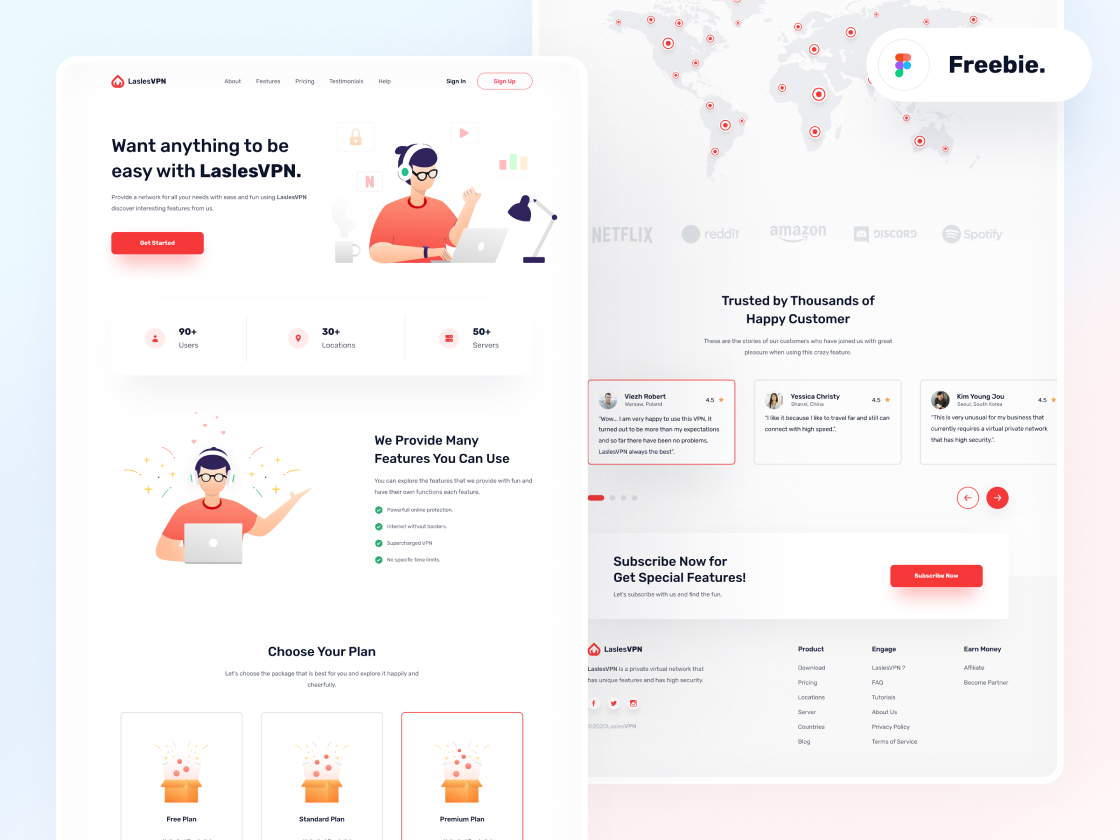 LaslesVPN
About
Features
Pricing
Testimonials
Help
Sign In
Sign Up
Want anything to be
easy with LaslesVPN.
Provide a network for all your needs with ease and fun using LaslesVPN
discover interesting features from us.
Get Started
N
90+
Users
30+
Locations
50+
Servers
We Provide Many
Features You Can Use
You can explore the features that we provide with fun and
have their own functions each feature.
Powerfull online protection.
Internet without borders.
Supercharged VPN
No specific time limits.
Choose Your Plan
Let's choose the package that is best for you and explore it happily and
cheerfully.
Free Plan
Standard Plan
Premium Plan
Freebie.
NETFLIX
reddit
amazon
DISCORD
Spotify
Trusted by Thousands of
Happy Customer
These are the stories of our customers who have joined us with great
pleasure when using this crazy feature.
Viezh Robert
Warsaw, Poland
4.5
"Wow... I am very happy to use this VPN, it
turned out to be more than my expectations
and so far there have been no problems.
LaslesVPN always the best".
Yessica Christy
Shanxi, China
4.5
"I like it because I like to travel far and still can
connect with high speed.".
Kim Young Jou
Seoul, South Korea
4.5
"This is very unusual for my business that
currently requires a virtual private network
that has high security.".
Subscribe Now for
Get Special Features!
Let's subscribe with us and find the fun.
Subscribe Now
LaslesVPN
LaslesVPN is a private virtual network that
has unique features and has high security.
©2020LaslesVPN
Product
Download
Pricing
Locations
Server
Countries
Blog
Engage
LaslesVPN ?
FAQ
Tutorials
About Us
Privacy Policy
Terms of Service
Earn Money
Affiliate
Become Partner